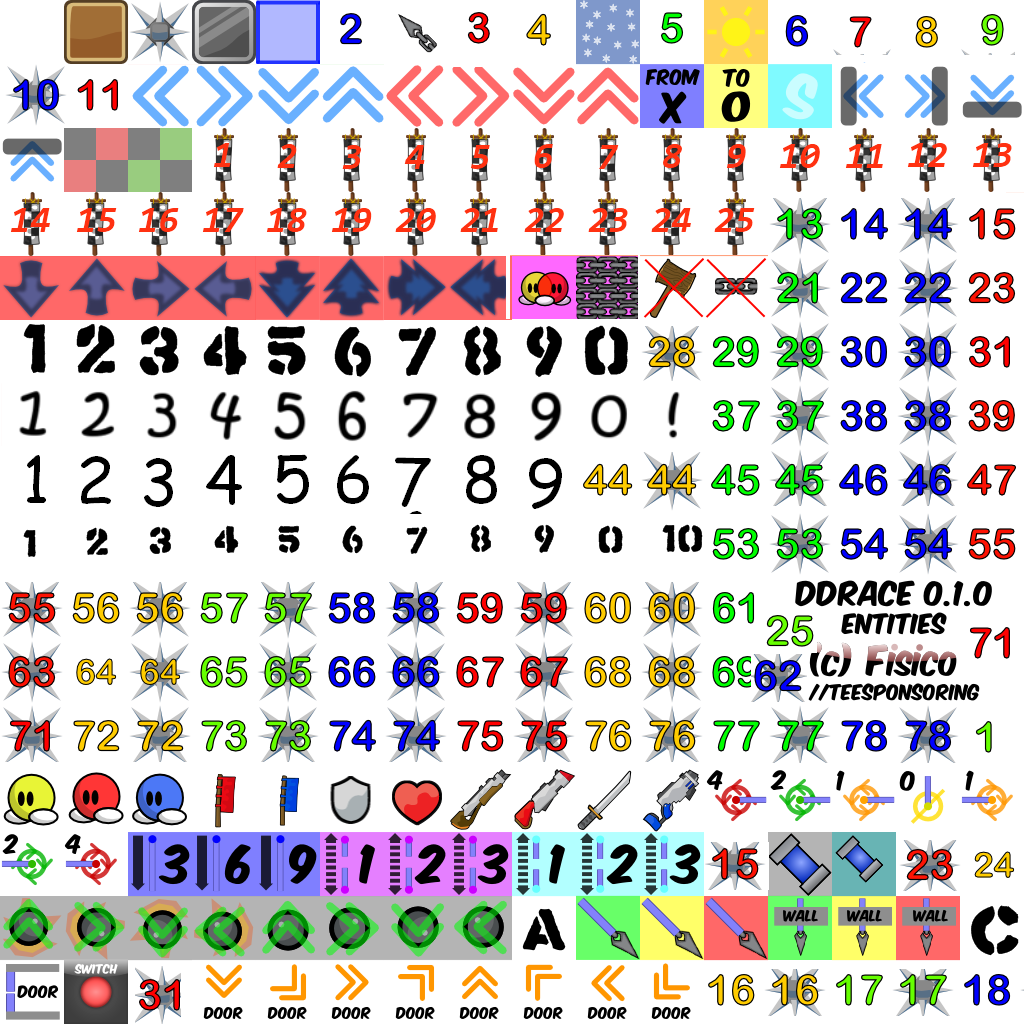 2 3 4 5 6 7 8 9
10 11 FROM X TO 0 S
1 2 3 4 5 6 7 8 9 10 11 12 13
14 15 16 17 18 19 20 21 22 23 24 25 13 14 14 15
21 22 22 23
1 2 3 4 5 6 7 8 9 0 28 29 29 30 30 31
1 2 3 4 5 6 7 8 9 0 ! 37 37 38 38 39
1 2 3 4 5 6 7 8 9 44 44 45 45 46 46 47
1 2 3 4 5 6 7 8 9 0 10 53 53 54 54 55
55 56 56 57 57 58 58 59 59 60 60 61
DDRACE 0.1.0
25 ENTITIES 71
63 64 64 65 65 66 66 67 67 68 68 69 62 (C) Fisico
//TEESPONSORING
71 72 72 73 73 74 74 75 75 76 76 77 77 78 78 1
4 2 1 0 1
2 4 3 6 9 1 2 3 1 2 3 15 23 24
A WALL WALL WALL C
DOOR SWITCH 31 DOOR DOOR DOOR DOOR DOOR DOOR DOOR DOOR 16 16 17 17 18